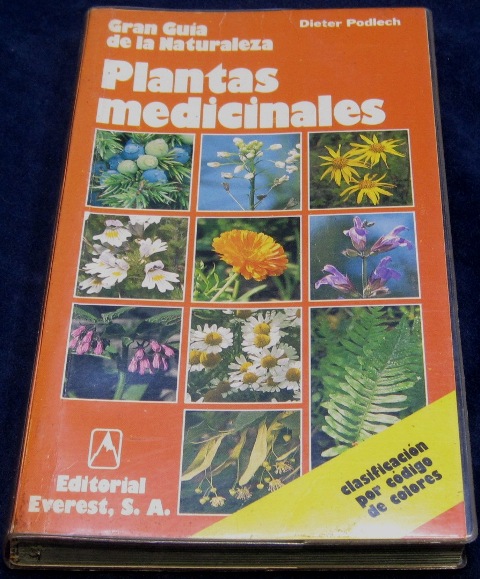 Gran Guía
de la Naturaleza
Dieter Podlech
Plantas
medicinales
clasificación
por código
de colores
Editorial
Everest, S. A.